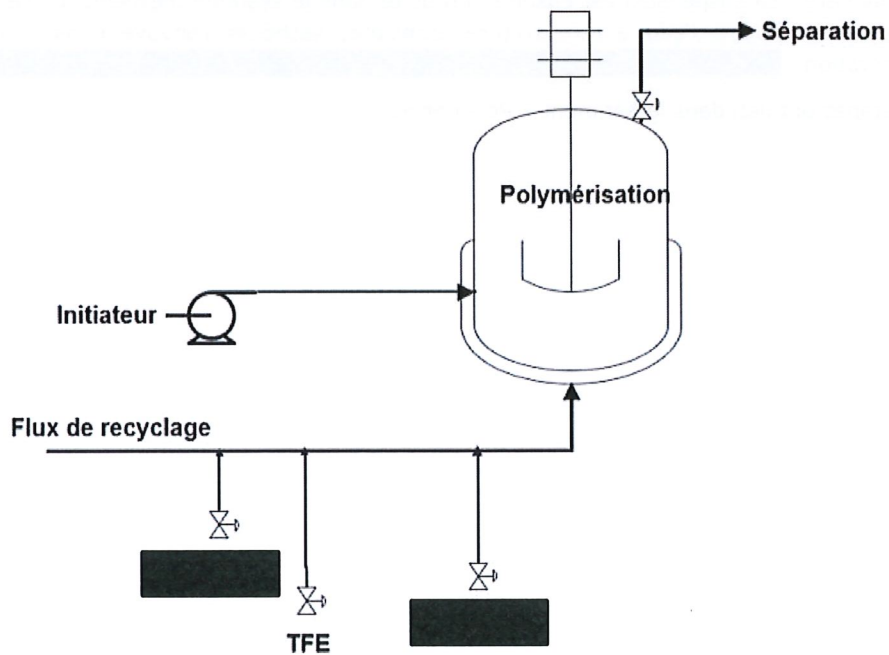 Séparation
Polymérisation
Initiateur
Flux de recyclage
TFE